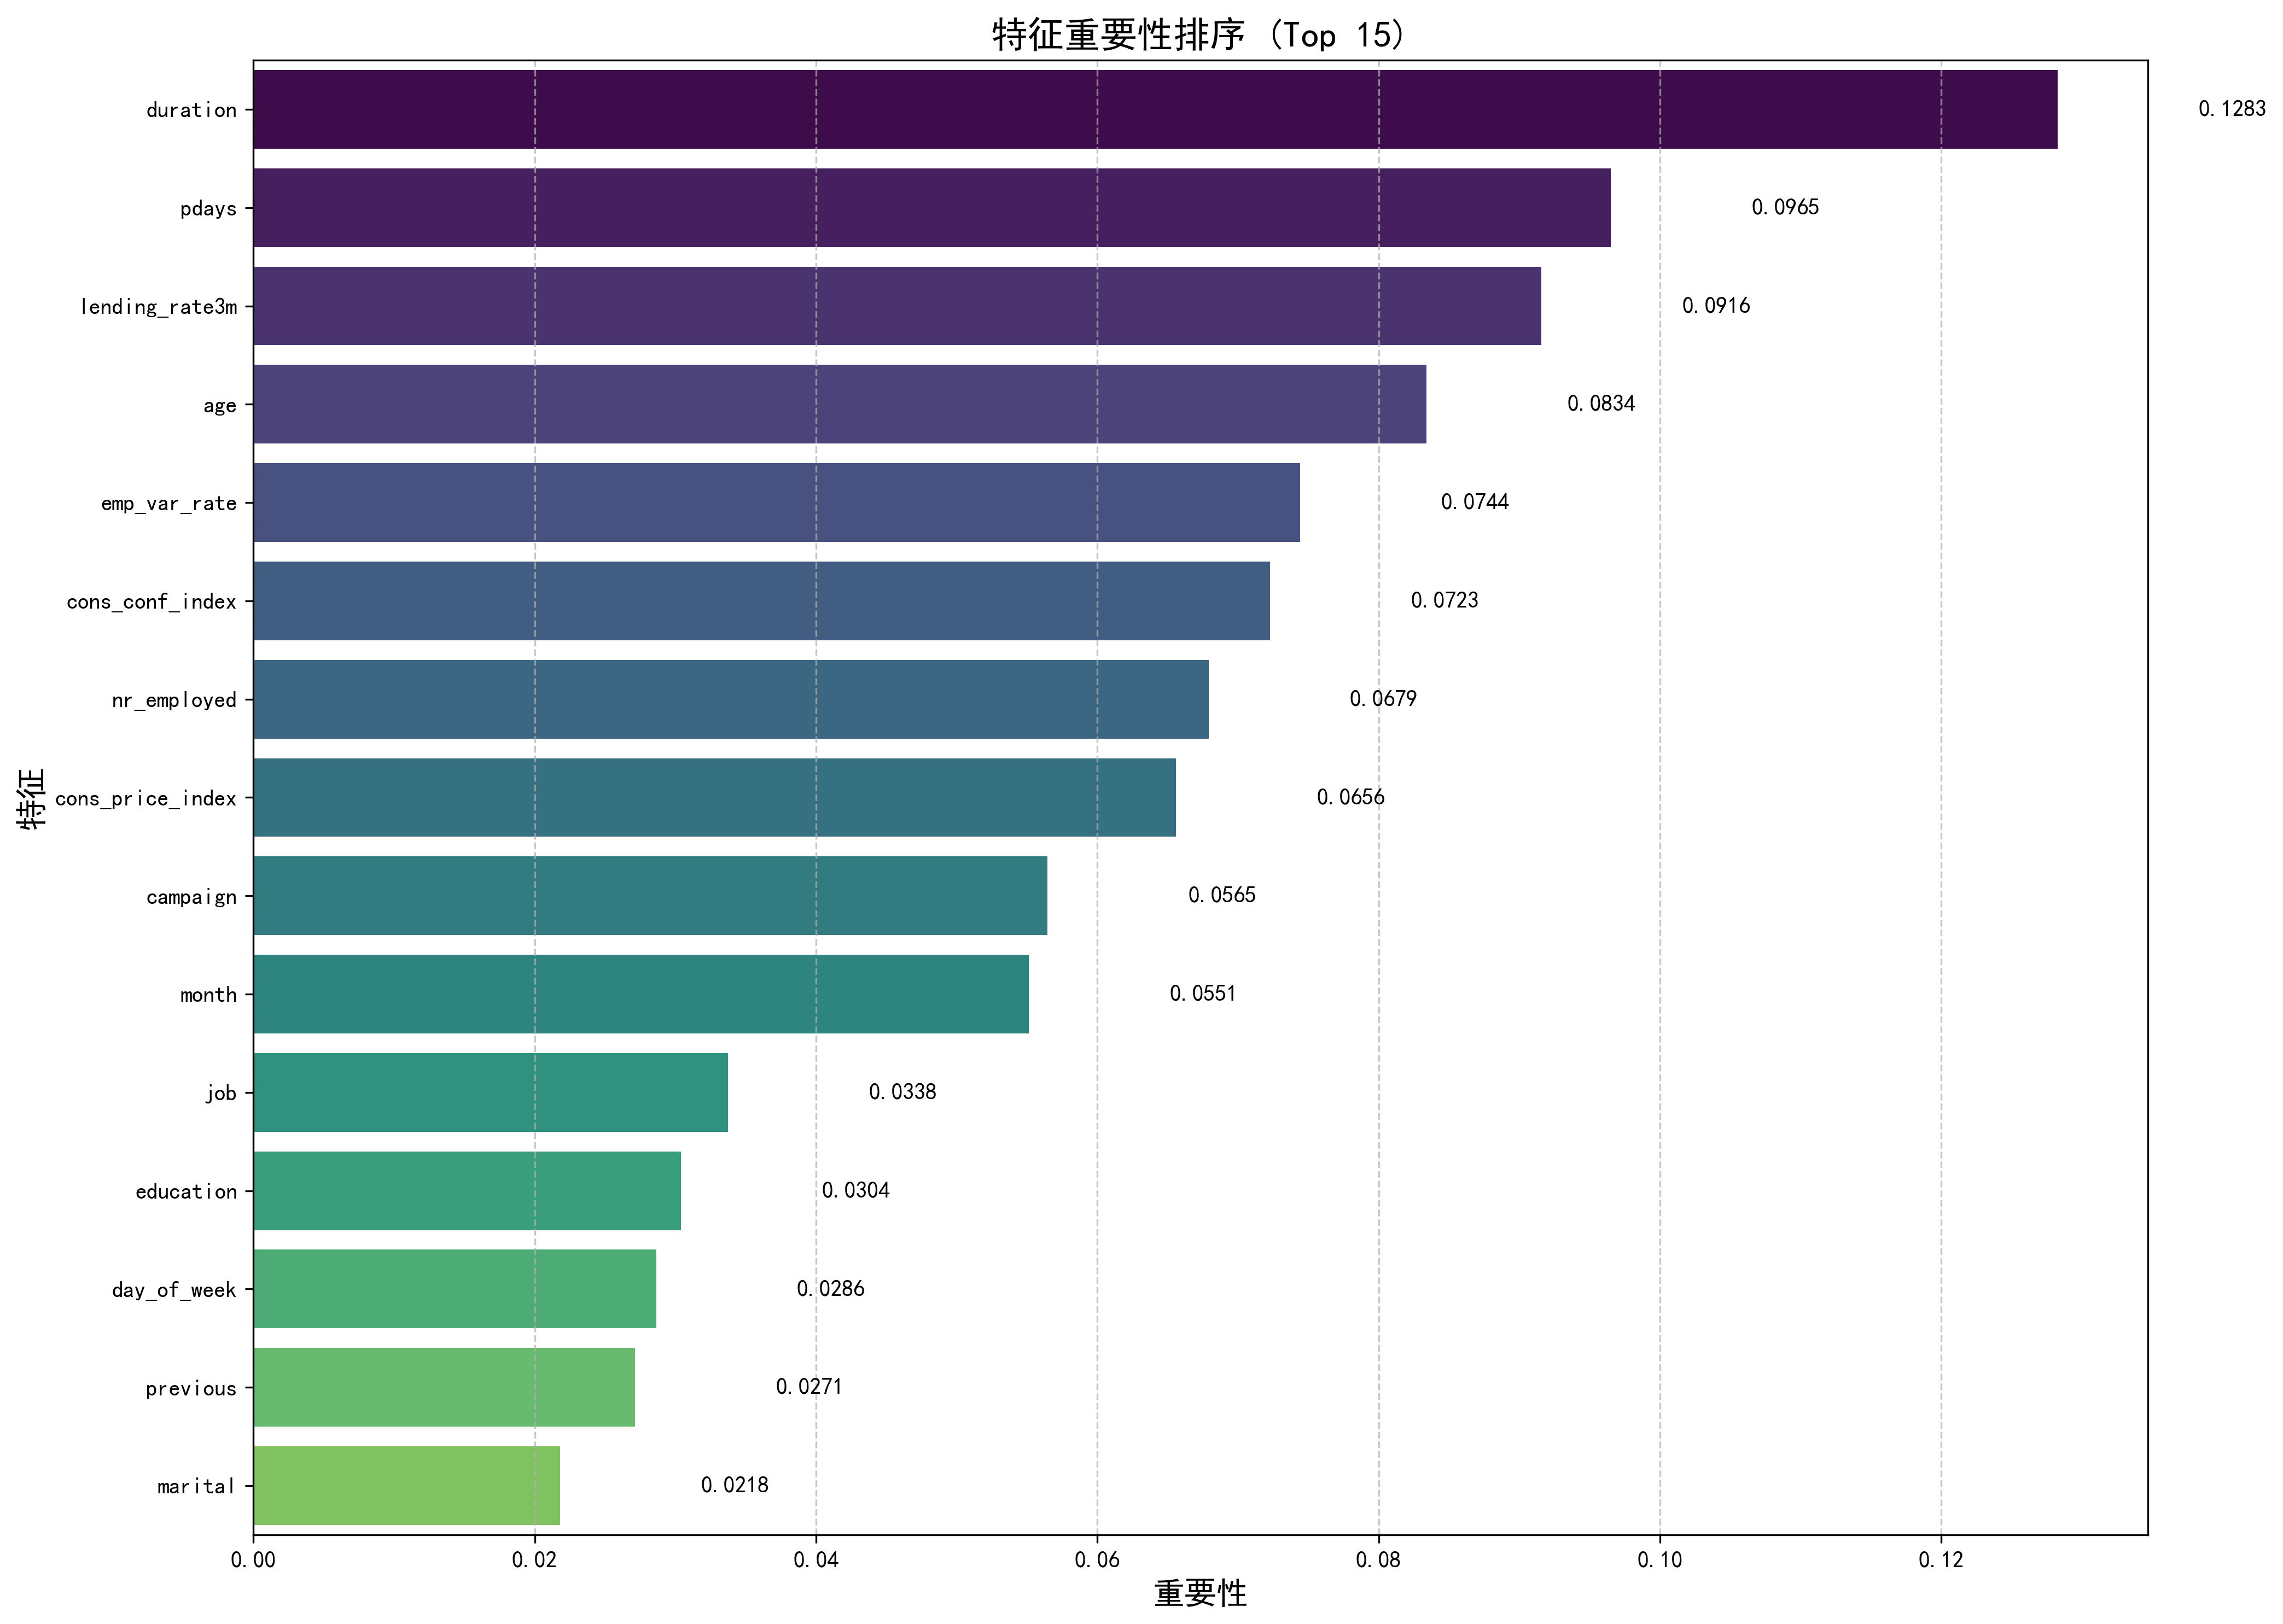 特征重要性排序 (Top 15)
duration 0.1283
pdays 0.0965
lending_rate3m 0.0916
age 0.0834
emp_var_rate 0.0744
cons_conf_index 0.0723
nr_employed 0.0679
cons_price_index 0.0656
campaign 0.0565
month 0.0551
job 0.0338
education 0.0304
day_of_week 0.0286
previous 0.0271
marital 0.0218
特征
0.00 0.02 0.04 0.06 0.08 0.10 0.12
重要性